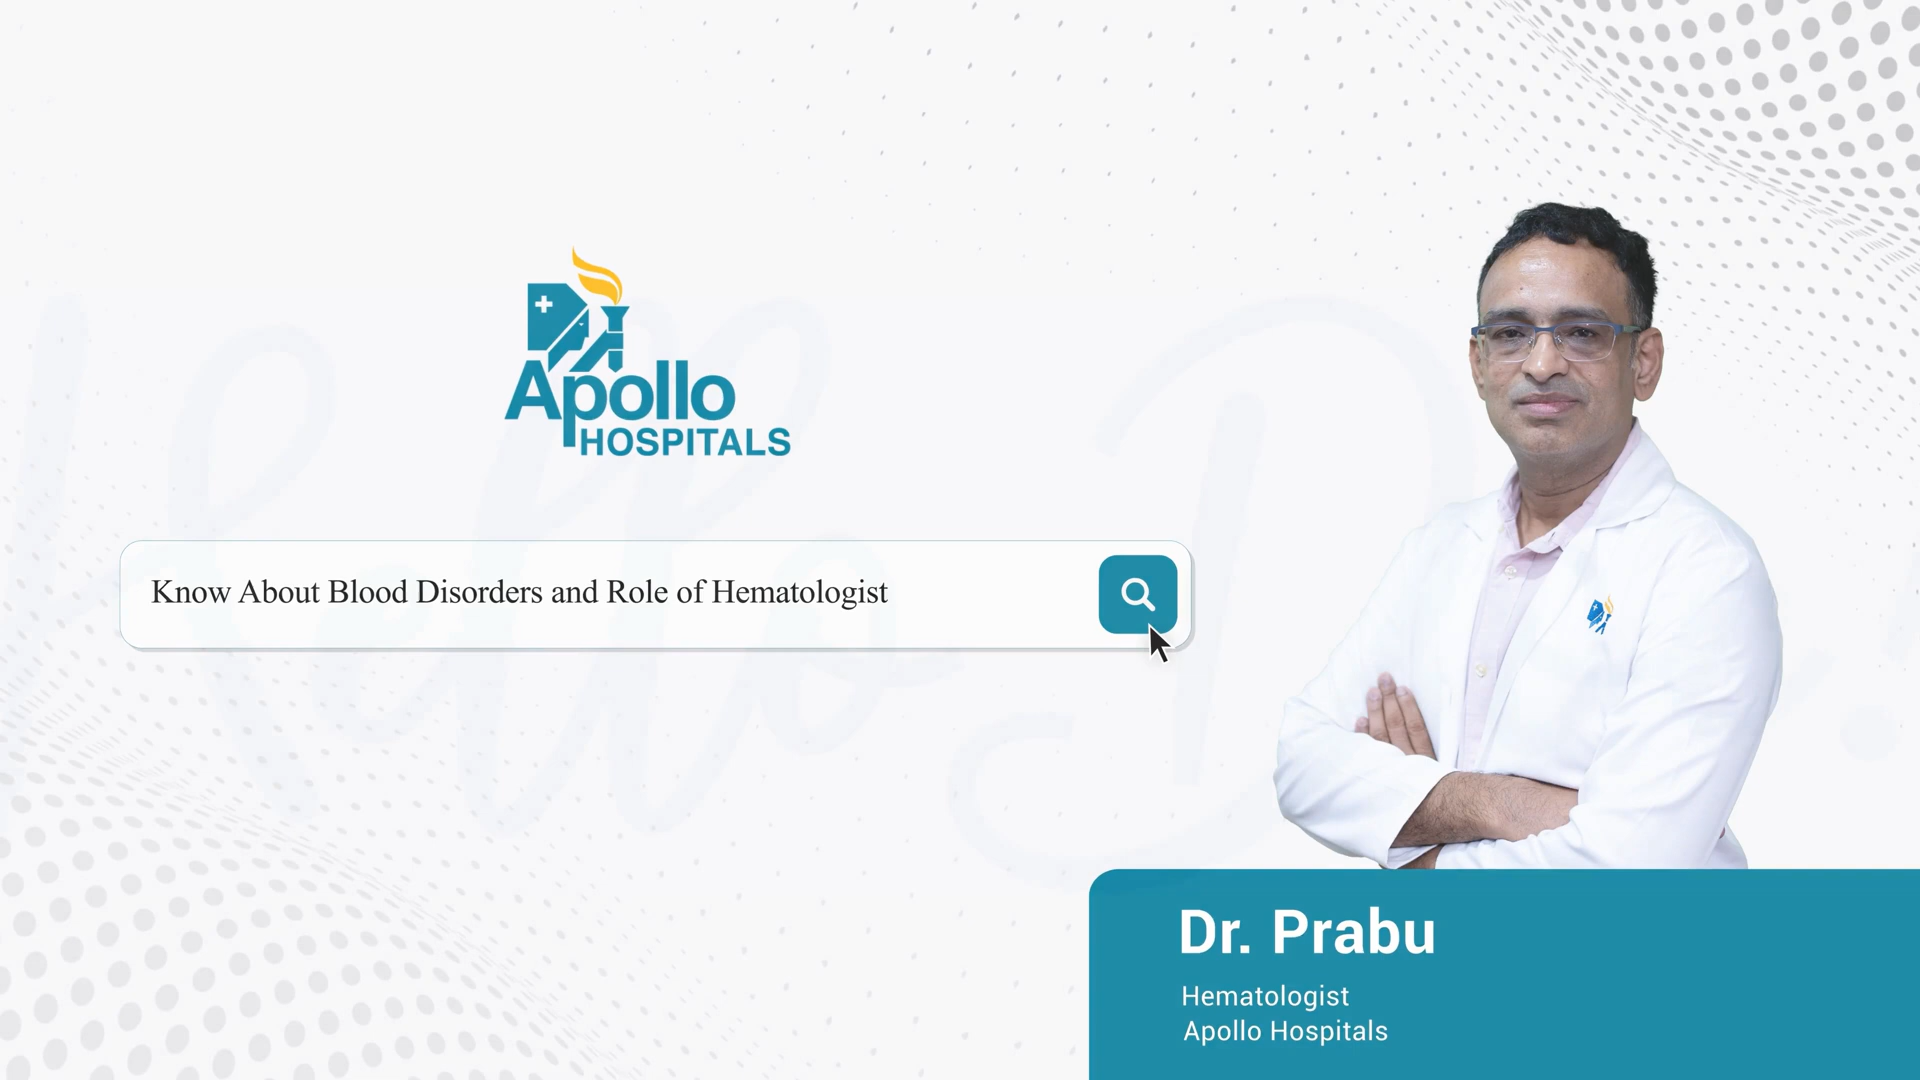 Apollo
HOSPITALS
Know About Blood Disorders and Role of Hematologist
Dr. Prabu
Hematologist
Apollo Hospitals